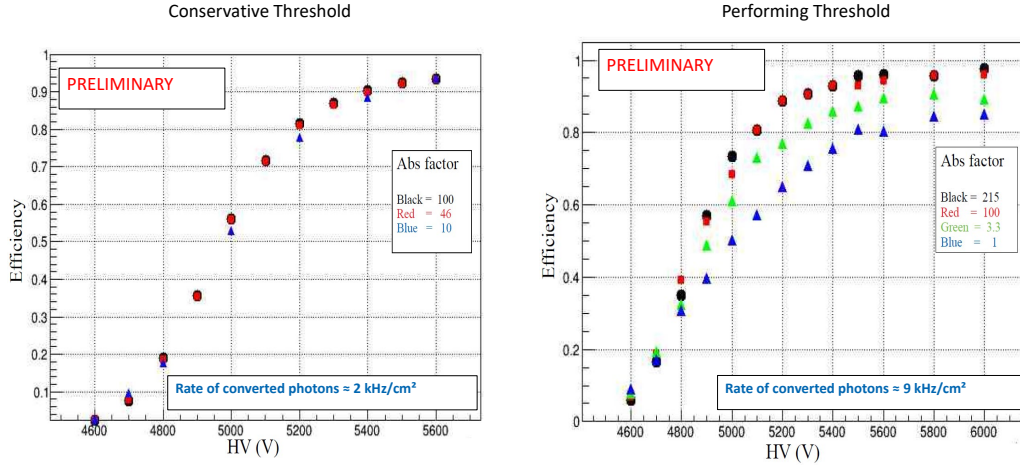 Conservative Threshold
1
PRELIMINARY
0.9
0.8
0.7
0.6
0.5
0.4
0.3
0.2
0.1
Efficiency
Abs factor
Black = 100
Red = 46
Blue = 10
Rate of converted photons ≈ 2 kHz/cm²
4600 4800 5000 5200 5400 5600
HV (V)
Performing Threshold
1
PRELIMINARY
0.8
0.6
0.4
0.2
0
Efficiency
Abs factor
Black = 215
Red = 100
Green = 3.3
Blue = 1
Rate of converted photons ≈ 9 kHz/cm²
4600 4800 5000 5200 5400 5600 5800 6000
HV (V)